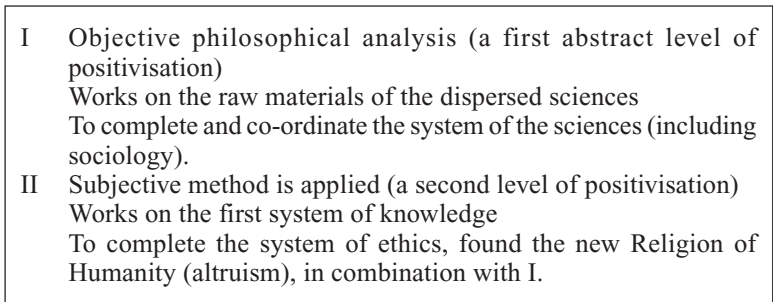 I Objective philosophical analysis (a first abstract level of
positivisation)
Works on the raw materials of the dispersed sciences
To complete and co-ordinate the system of the sciences (including
sociology).
II Subjective method is applied (a second level of positivisation)
Works on the first system of knowledge
To complete the system of ethics, found the new Religion of
Humanity (altruism), in combination with I.